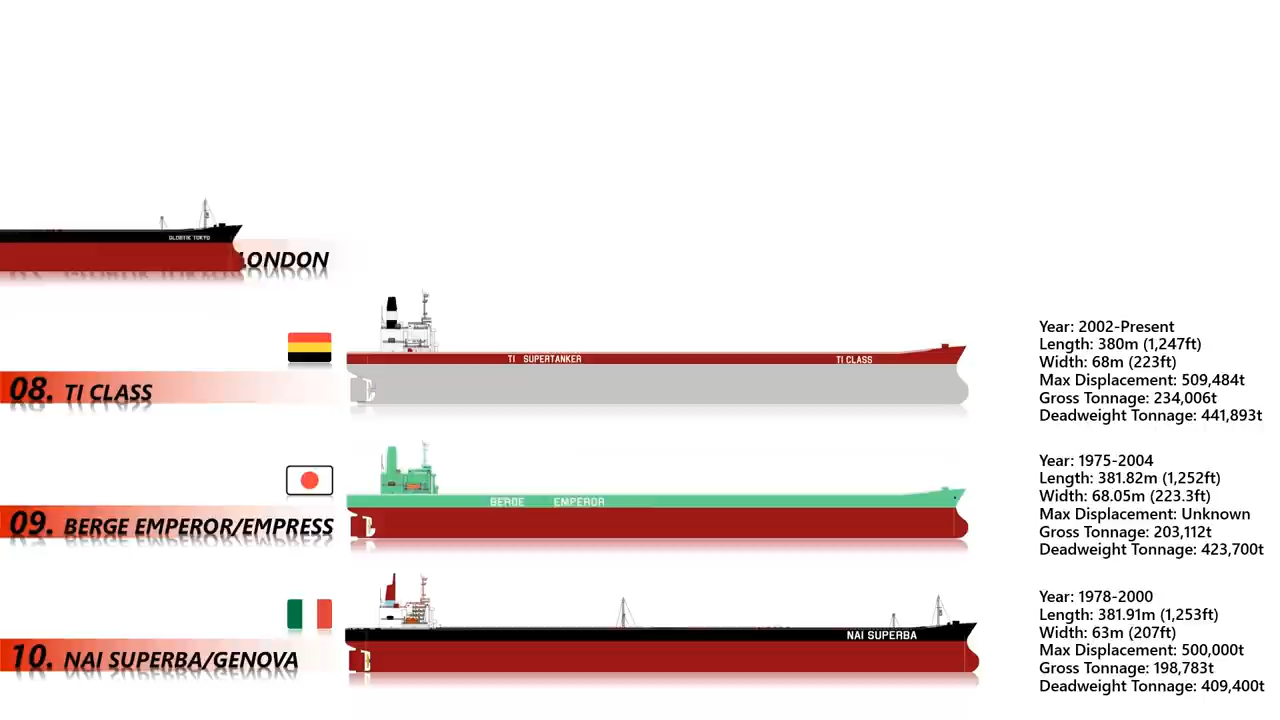 GLOBTIK TOKYO
LONDON
TI SUPERTANKER
TI CLASS
08. TI CLASS
Year: 2002-Present
Length: 380m (1,247ft)
Width: 68m (223ft)
Max Displacement: 509,484t
Gross Tonnage: 234,006t
Deadweight Tonnage: 441,893t
BERGE EMPEROR
09. BERGE EMPEROR/EMPRESS
Year: 1975-2004
Length: 381.82m (1,252ft)
Width: 68.05m (223.3ft)
Max Displacement: Unknown
Gross Tonnage: 203,112t
Deadweight Tonnage: 423,700t
NAI SUPERBA
10. NAI SUPERBA/GENOVA
Year: 1978-2000
Length: 381.91m (1,253ft)
Width: 63m (207ft)
Max Displacement: 500,000t
Gross Tonnage: 198,783t
Deadweight Tonnage: 409,400t